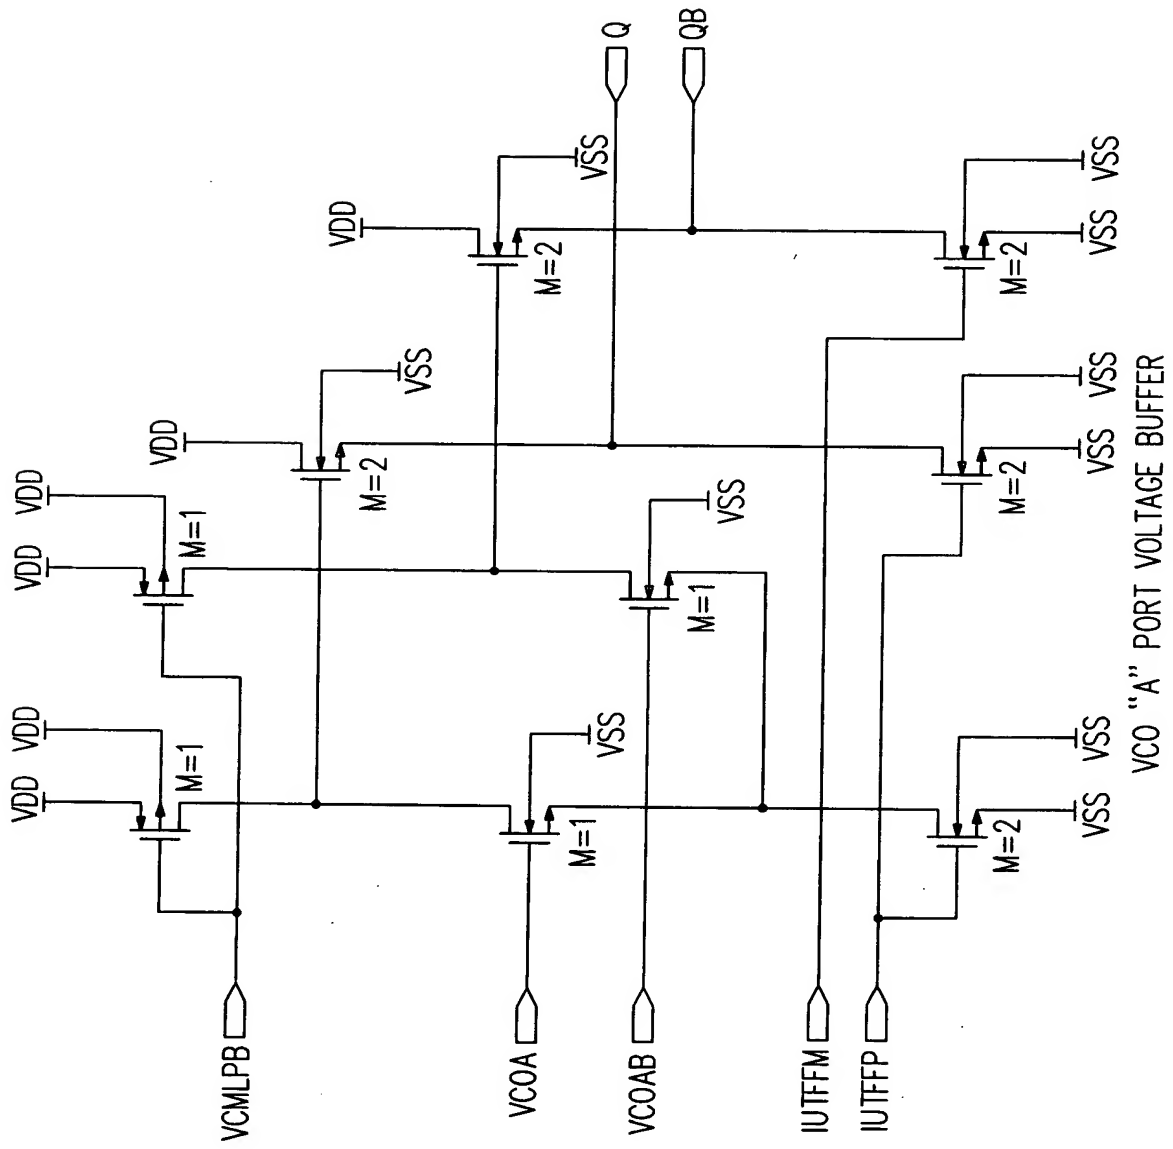 VDD
VDD
VDD
VDD
M=1
M=1
VDD
VDD
M=2
VSS
M=2
VSS
Q
QB
VCMLPB
VCOA
M=1
VSS
VCOAB
M=1
VSS
IUTFFM
IUTFFP
M=2
VSS
VSS
M=2
VSS
VSS
M=2
VSS
VSS
VCO "A" PORT VOLTAGE BUFFER